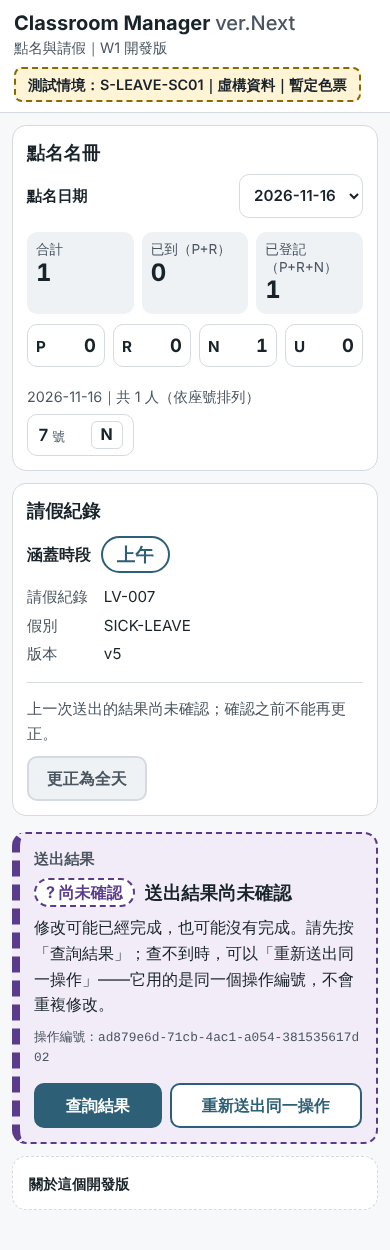 Classroom Manager ver.Next
點名與請假｜W1 開發版
測試情境：S-LEAVE-SC01｜虛構資料｜暫定色票
點名名冊
點名日期 2026-11-16
合計 已到（P+R） 已登記
（P+R+N）
1 0 1
P 0 R 0 N 1 U 0
2026-11-16｜共 1 人（依座號排列）
7 號 N
請假紀錄
涵蓋時段 上午
請假紀錄 LV-007
假別 SICK-LEAVE
版本 v5
上一次送出的結果尚未確認；確認之前不能再更
正。
更正為全天
送出結果
? 尚未確認 送出結果尚未確認
修改可能已經完成，也可能沒有完成。請先按
「查詢結果」；查不到時，可以「重新送出同
一操作」——它用的是同一個操作編號，不會
重複修改。
操作編號：ad879e6d-71cb-4ac1-a054-381535617d
02
查詢結果 重新送出同一操作
關於這個開發版